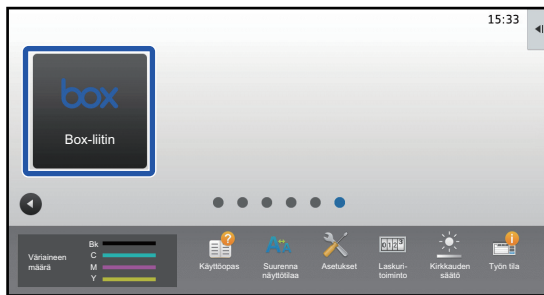 15:33
box
Box-liitin
Väriaineen
määrä
Bk
C
M
Y
Käyttöopas
Suurenna
näyttötilaa
Asetukset
Laskuri-
toiminto
Kirkkauden
säätö
Työn tila